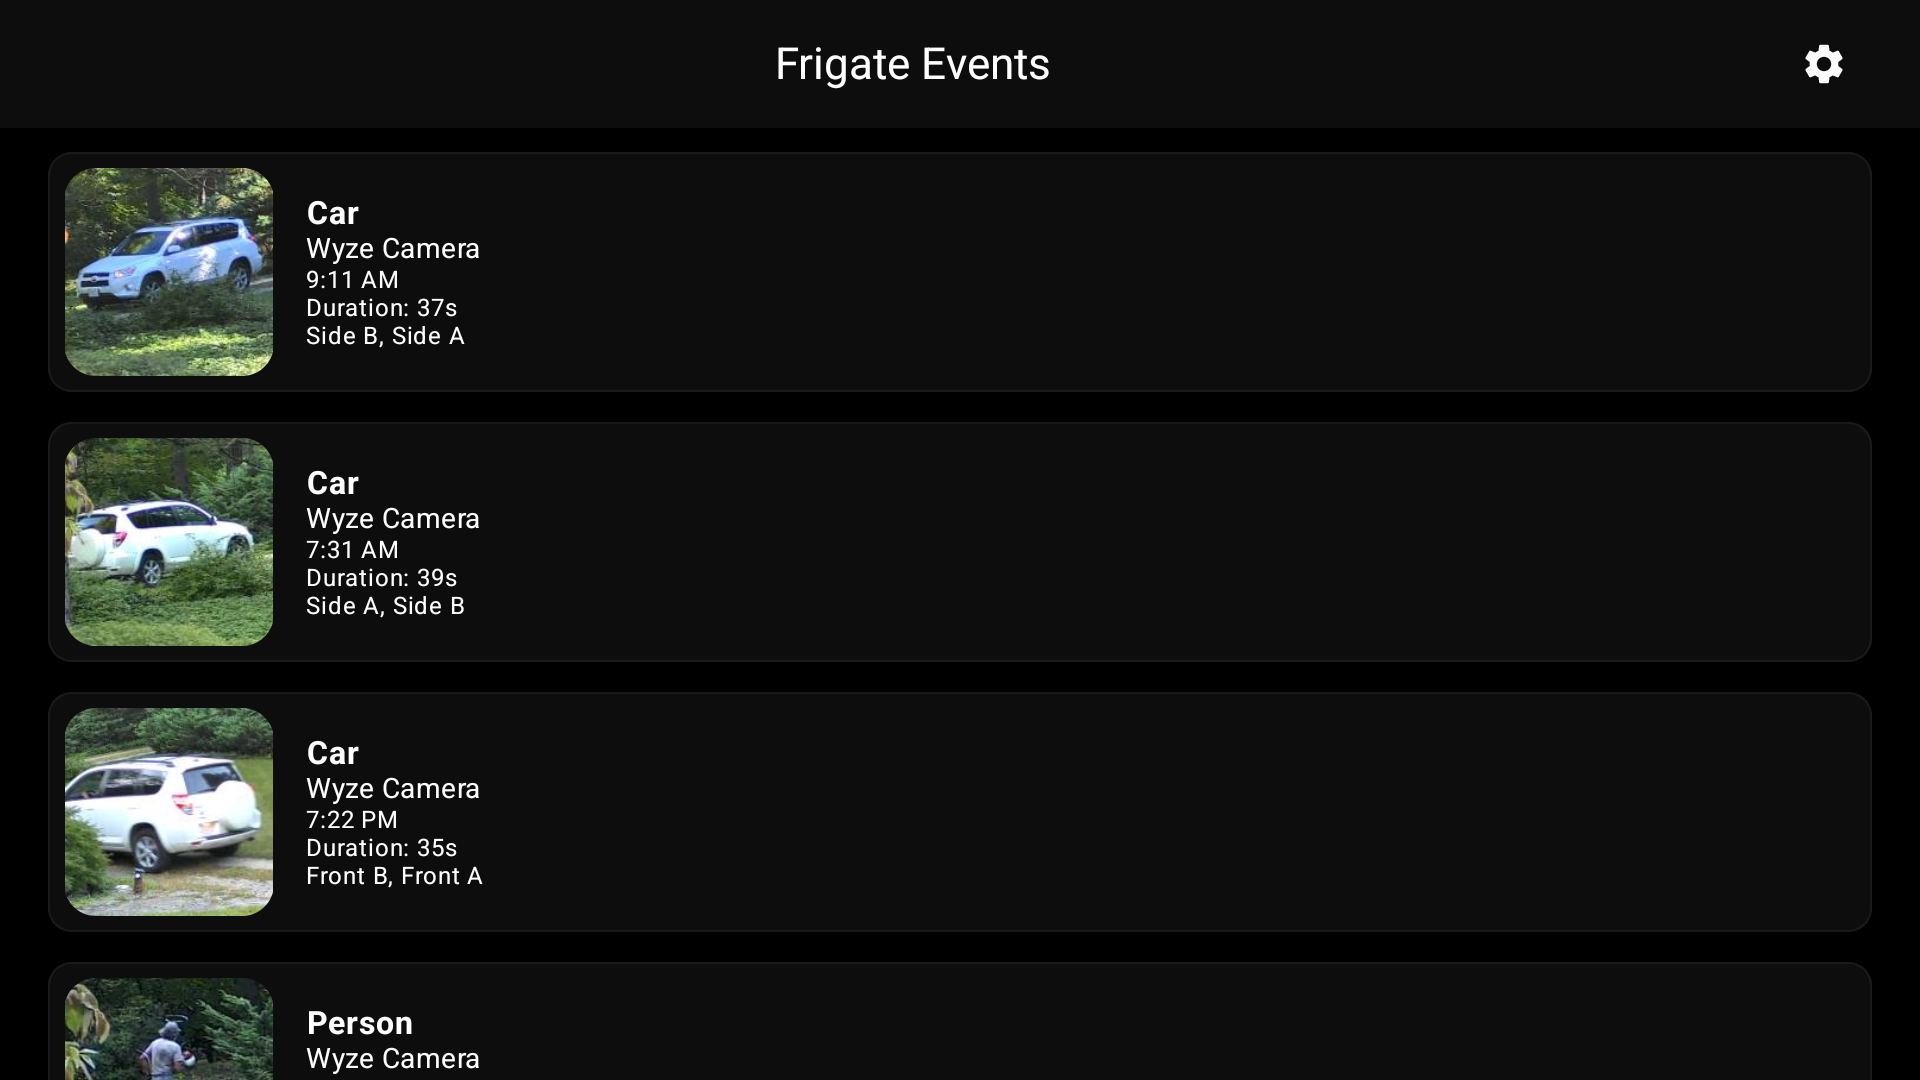 Frigate Events
Car
Wyze Camera
9:11 AM
Duration: 37s
Side B, Side A
Car
Wyze Camera
7:31 AM
Duration: 39s
Side A, Side B
Car
Wyze Camera
7:22 PM
Duration: 35s
Front B, Front A
Person
Wyze Camera